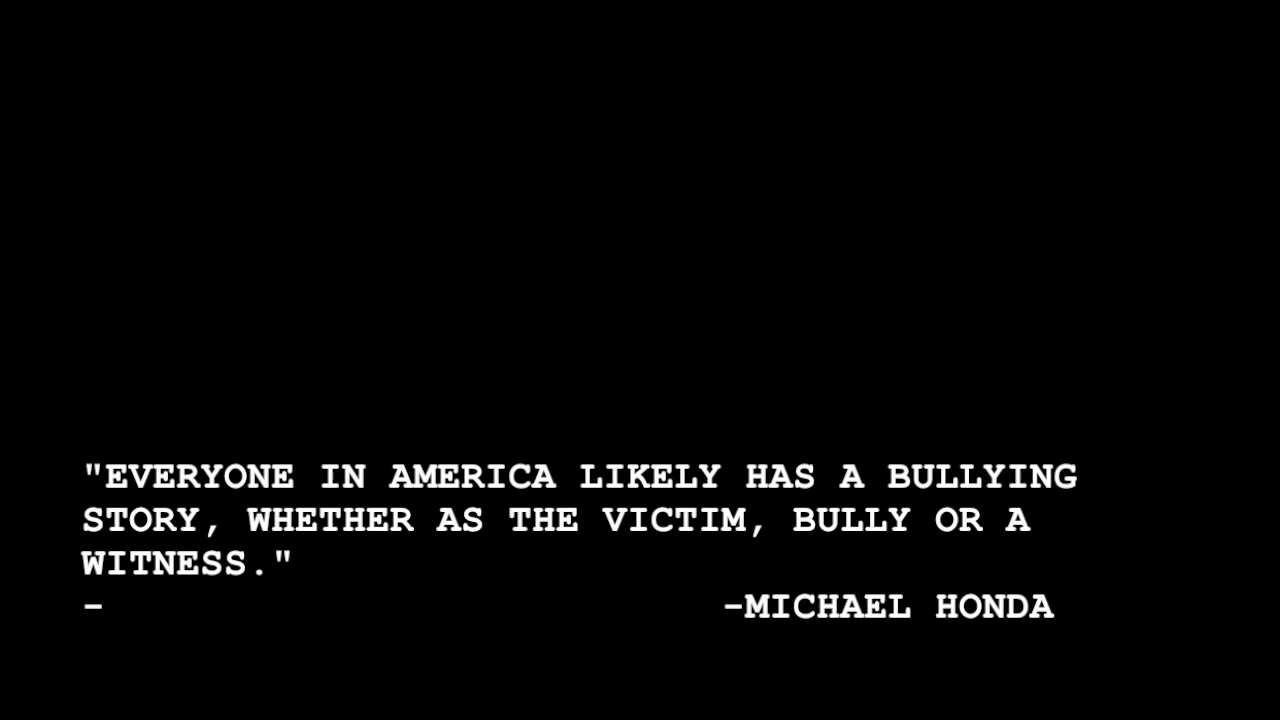 "EVERYONE IN AMERICA LIKELY HAS A BULLYING
STORY, WHETHER AS THE VICTIM, BULLY OR A
WITNESS."
- -MICHAEL HONDA